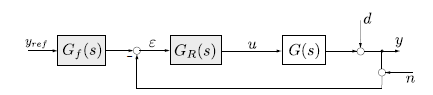 d
y_ref G_f(s) ε G_R(s) u G(s) y
-
n